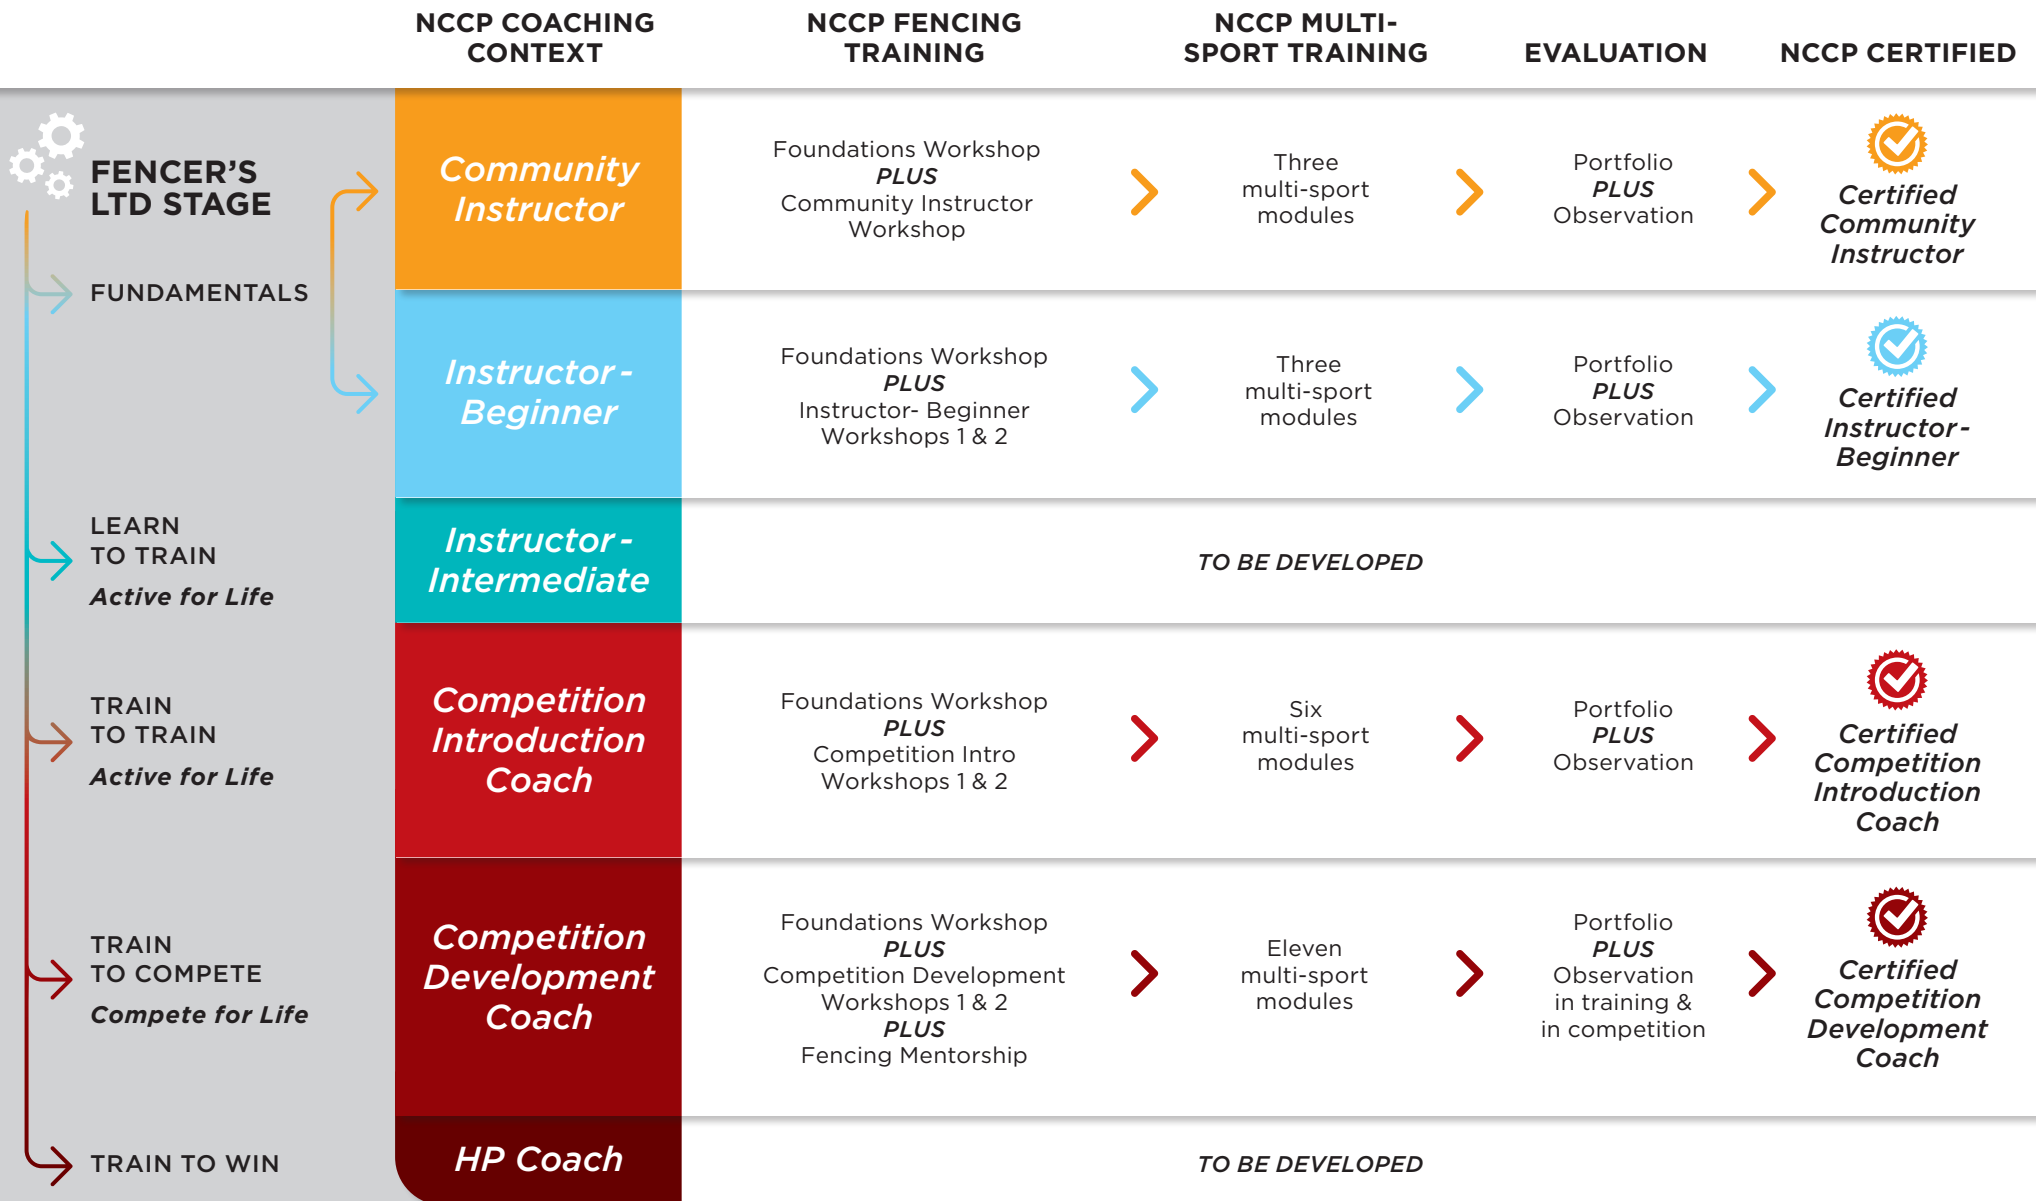 NCCP COACHING
CONTEXT
NCCP FENCING
TRAINING
NCCP MULTI-
SPORT TRAINING
EVALUATION
NCCP CERTIFIED
FENCER'S
LTD STAGE
FUNDAMENTALS
Community
Instructor
Foundations Workshop
PLUS
Community Instructor
Workshop
Three
multi-sport
modules
Portfolio
PLUS
Observation
Certified
Community
Instructor
Instructor-
Beginner
Foundations Workshop
PLUS
Instructor- Beginner
Workshops 1 & 2
Three
multi-sport
modules
Portfolio
PLUS
Observation
Certified
Instructor-
Beginner
LEARN
TO TRAIN
Active for Life
Instructor-
Intermediate
TO BE DEVELOPED
TRAIN
TO TRAIN
Active for Life
Competition
Introduction
Coach
Foundations Workshop
PLUS
Competition Intro
Workshops 1 & 2
Six
multi-sport
modules
Portfolio
PLUS
Observation
Certified
Competition
Introduction
Coach
TRAIN
TO COMPETE
Compete for Life
Competition
Development
Coach
Foundations Workshop
PLUS
Competition Development
Workshops 1 & 2
PLUS
Fencing Mentorship
Eleven
multi-sport
modules
Portfolio
PLUS
Observation
in training &
in competition
Certified
Competition
Development
Coach
TRAIN TO WIN
HP Coach
TO BE DEVELOPED